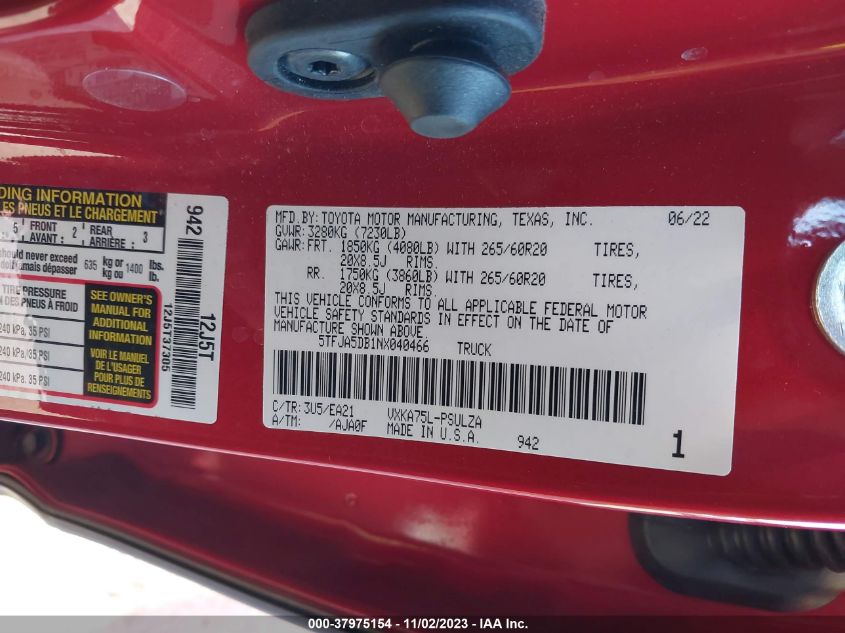 DING INFORMATION
LES PNEUS ET LE CHARGEMENT
5 FRONT AVANT : 2 REAR ARRIÈRE : 3
should never exceed
doit jamais dépasser 635 kg or kg ou 1400 lbs. lb.
TIRE PRESSURE
DES PNEUS À FROID
240 kPa, 35 PSI
240 kPa, 35 PSI
240 kPa, 35 PSI
SEE OWNER'S
MANUAL FOR
ADDITIONAL
INFORMATION
VOIR LE MANUEL
DE L'USAGER
POUR PLUS DE
RENSEIGNEMENTS
942
12J5T
12J5T37306
MFD.BY:TOYOTA MOTOR MANUFACTURING, TEXAS, INC. 06/22
GVWR:3280KG (7230LB)
GAWR:FRT. 1850KG (4080LB) WITH 265/60R20 TIRES,
20X8.5J RIMS
RR. 1750KG (3860LB) WITH 265/60R20 TIRES,
20X8.5J RIMS
THIS VEHICLE CONFORMS TO ALL APPLICABLE FEDERAL MOTOR
VEHICLE SAFETY STANDARDS IN EFFECT ON THE DATE OF
MANUFACTURE SHOWN ABOVE
5TFJA5DB1NX040466 TRUCK
C/TR:3U5/EA21 VXKA75L-PSULZA
A/TM: /AJA0F MADE IN U.S.A. 942 1
000-37975154 - 11/02/2023 - IAA Inc.